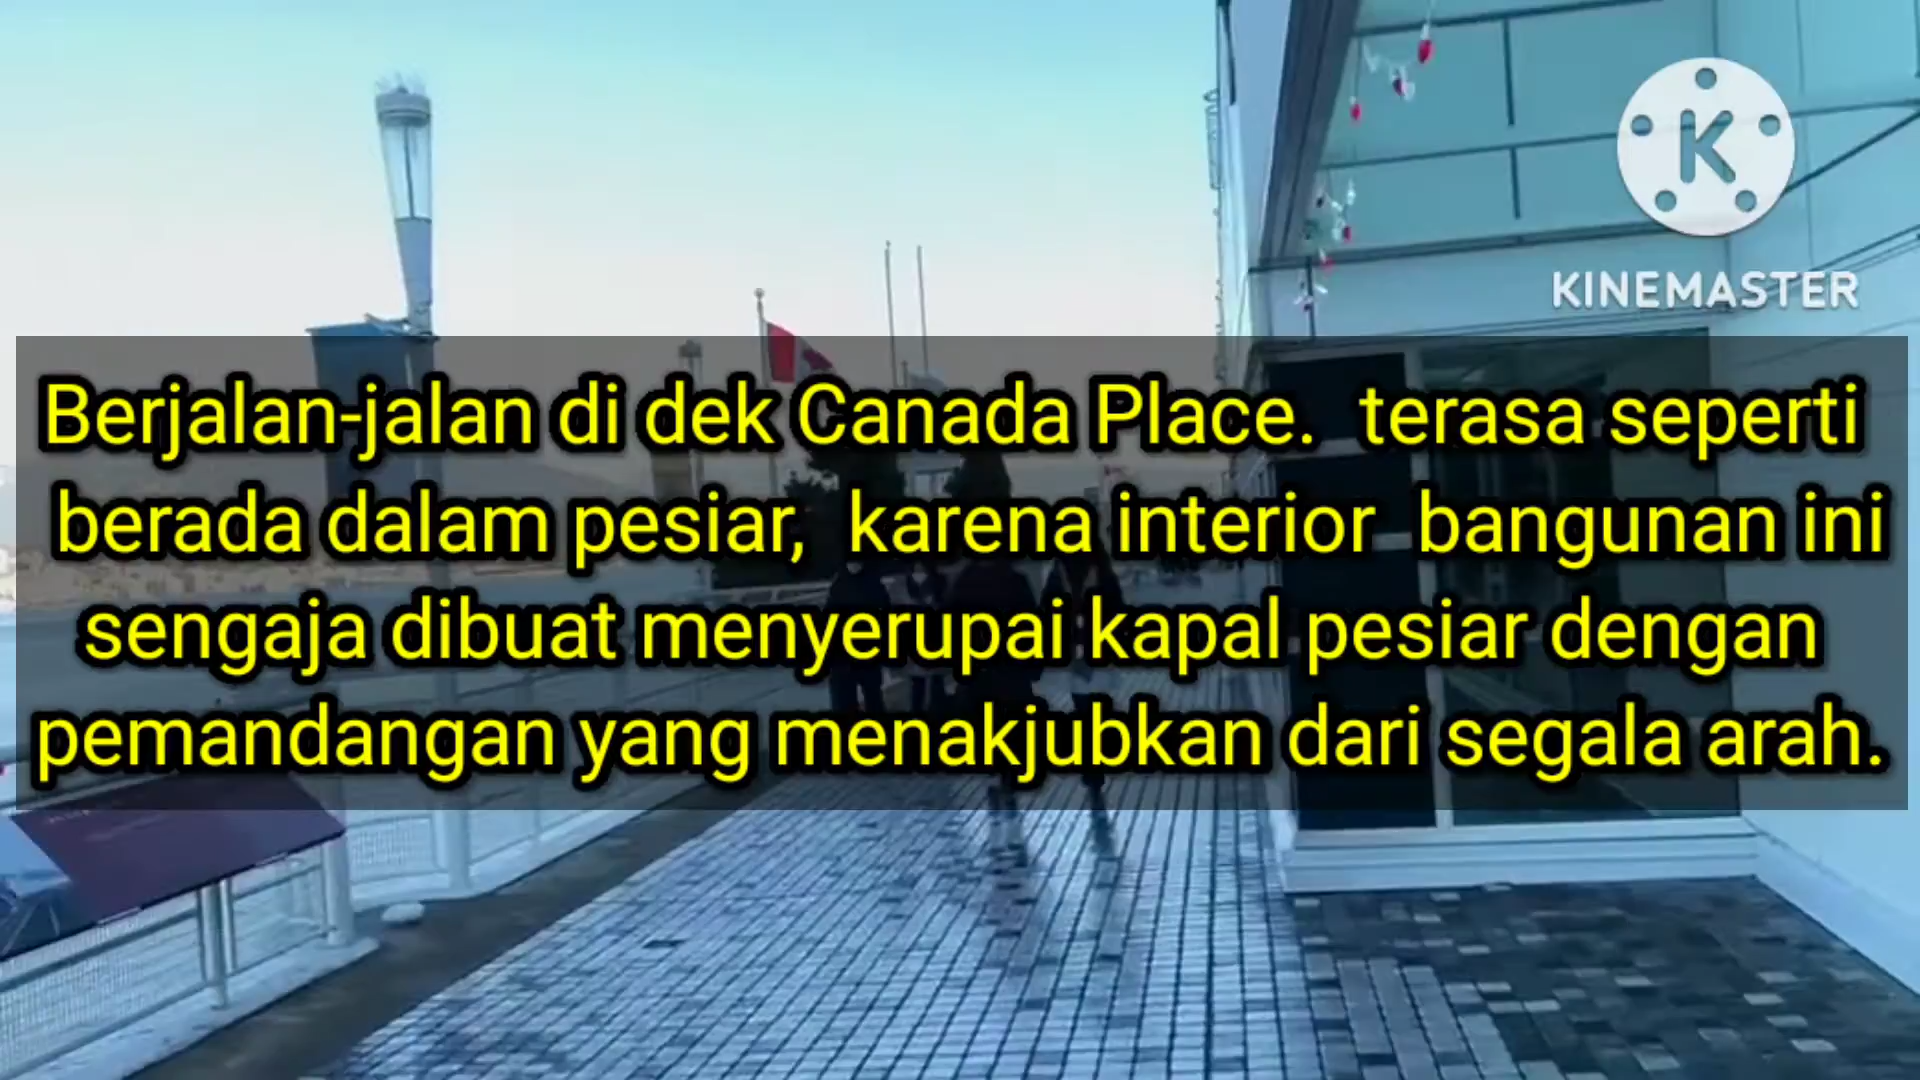 K
KINEMASTER
Berjalan-jalan di dek Canada Place. terasa seperti
berada dalam pesiar, karena interior bangunan ini
sengaja dibuat menyerupai kapal pesiar dengan
pemandangan yang menakjubkan dari segala arah.